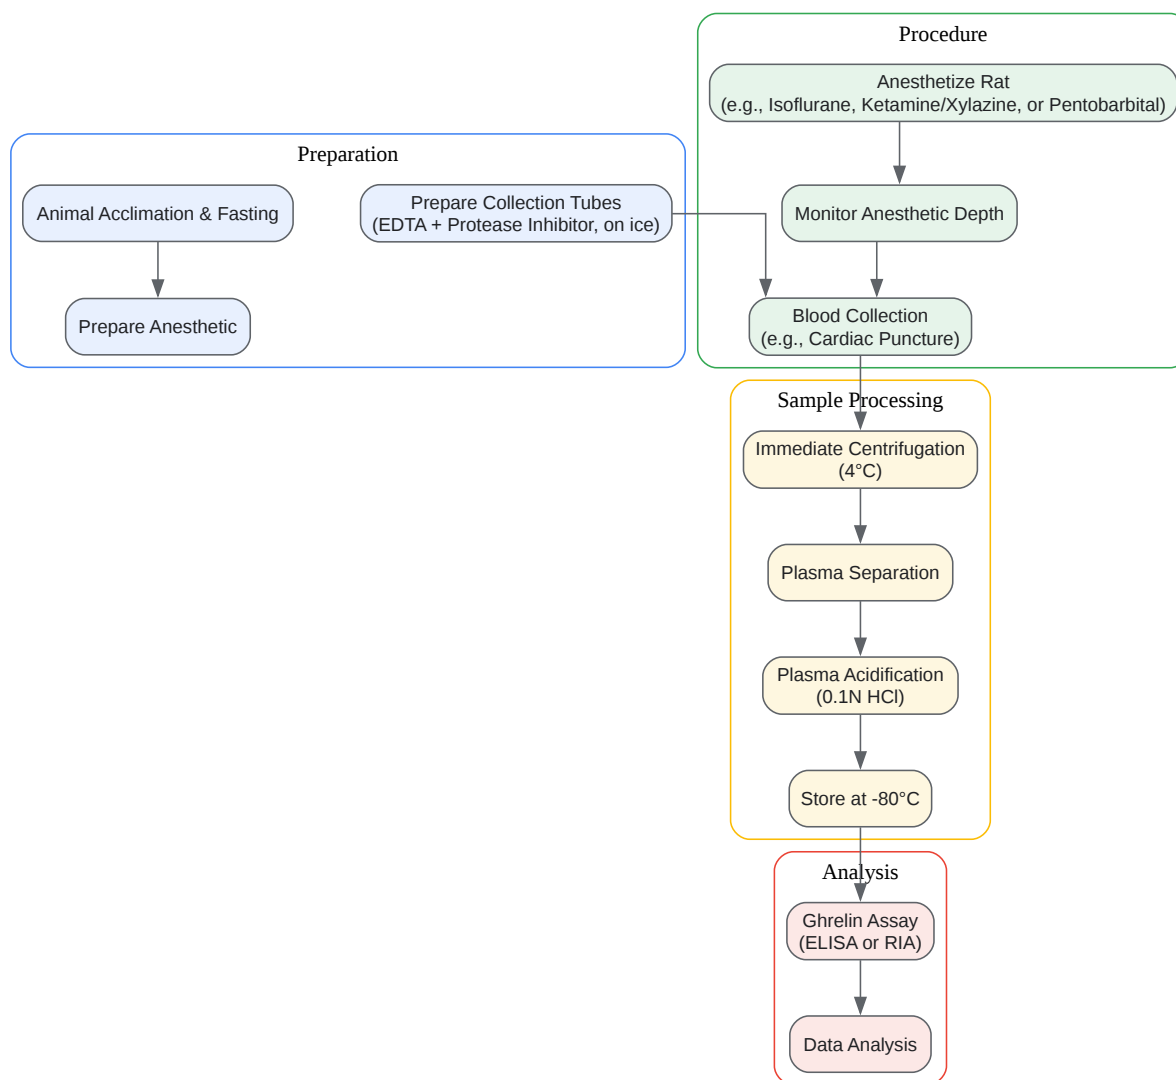 Procedure
Anesthetize Rat
(e.g., Isoflurane, Ketamine/Xylazine, or Pentobarbital)
Preparation
Animal Acclimation & Fasting
Prepare Collection Tubes
(EDTA + Protease Inhibitor, on ice)
Monitor Anesthetic Depth
Prepare Anesthetic
Blood Collection
(e.g., Cardiac Puncture)
Sample Processing
Immediate Centrifugation
(4°C)
Plasma Separation
Plasma Acidification
(0.1N HCl)
Store at -80°C
Analysis
Ghrelin Assay
(ELISA or RIA)
Data Analysis